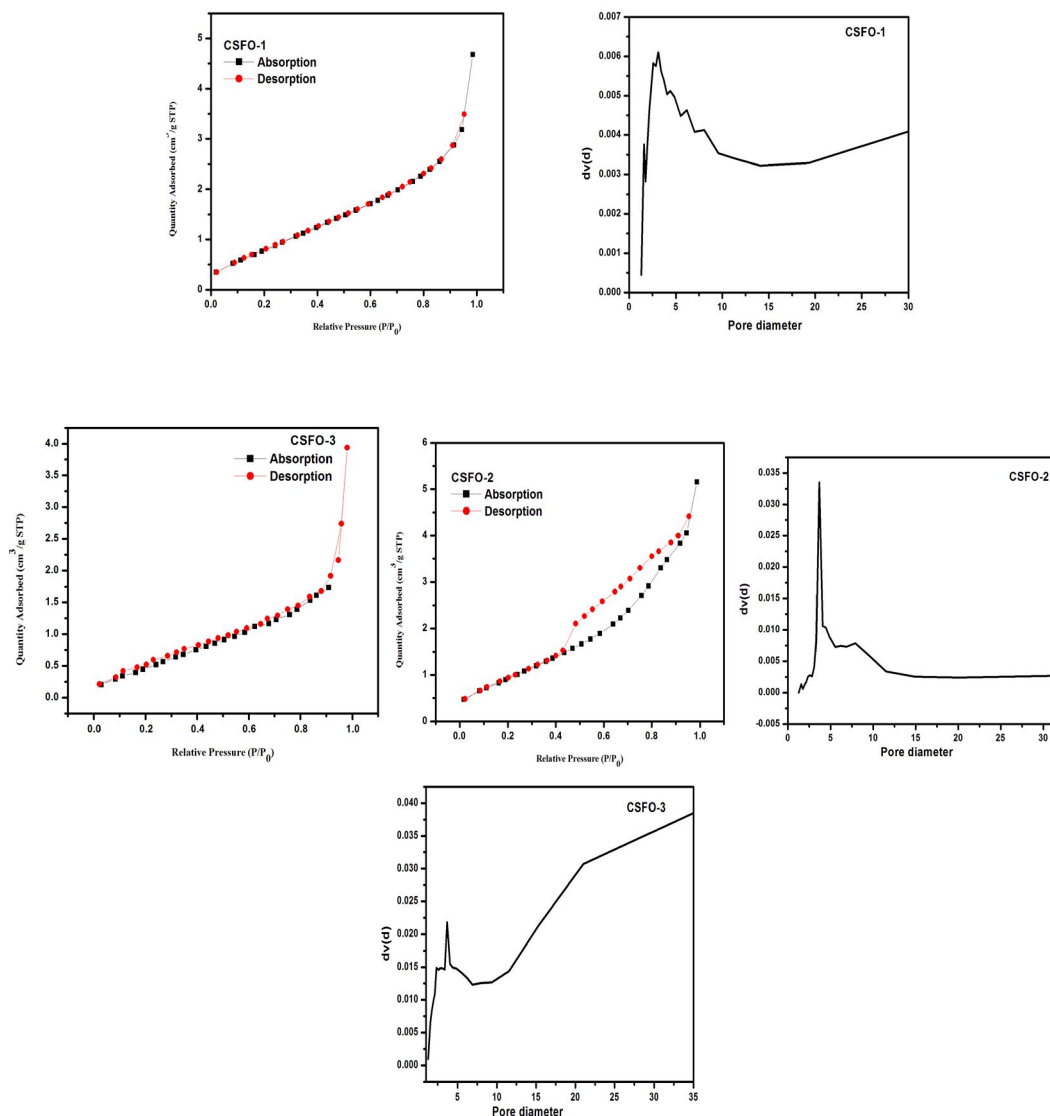 CSFO-1
Absorption
Desorption
Quantity Adsorbed (cm³/g STP)
5
4
3
2
1
0
0.0 0.2 0.4 0.6 0.8 1.0
Relative Pressure (P/P₀)
CSFO-1
dv(d)
0.007
0.006
0.005
0.004
0.003
0.002
0.001
0.000
0 5 10 15 20 25 30
Pore diameter
CSFO-3
Absorption
Desorption
Quantity Adsorbed (cm³/g STP)
4.0
3.5
3.0
2.5
2.0
1.5
1.0
0.5
0.0
0.0 0.2 0.4 0.6 0.8 1.0
Relative Pressure (P/P₀)
CSFO-2
Absorption
Desorption
Quantity Adsorbed (cm³/g STP)
6
5
4
3
2
1
0
0.0 0.2 0.4 0.6 0.8 1.0
Relative Pressure (P/P₀)
CSFO-2
dv(d)
0.035
0.030
0.025
0.020
0.015
0.010
0.005
0.000
-0.005
0 5 10 15 20 25 30
Pore diameter
CSFO-3
dv(d)
0.040
0.035
0.030
0.025
0.020
0.015
0.010
0.005
0.000
5 10 15 20 25 30 35
Pore diameter